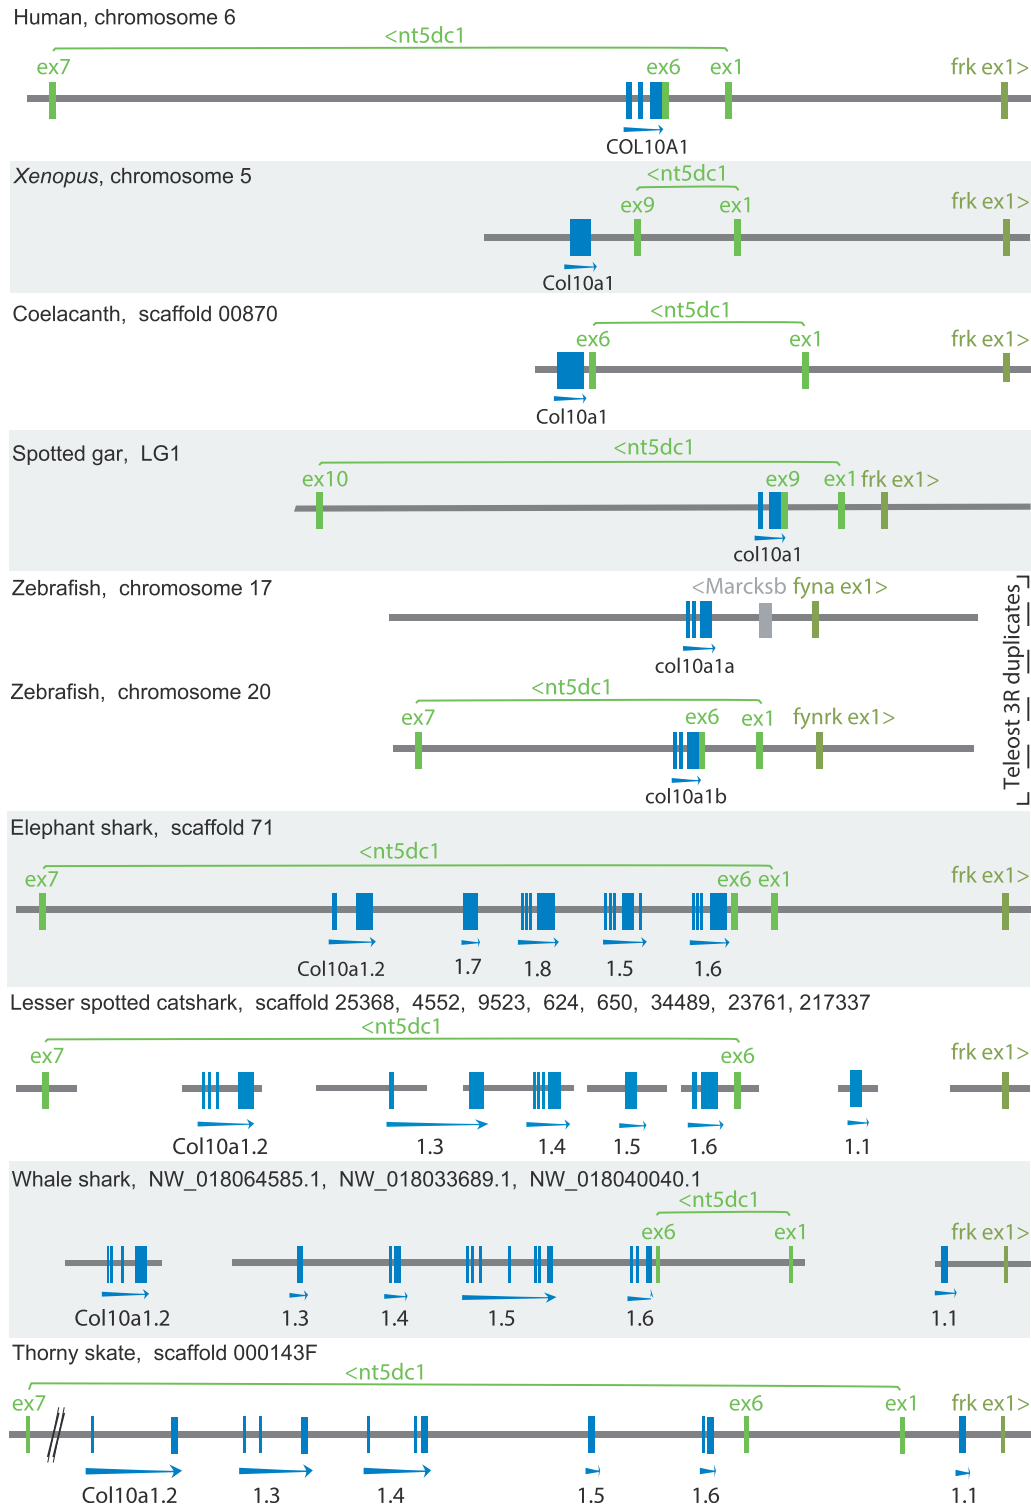 Human, chromosome 6
<nt5dc1
ex7 ex6 ex1 frk ex1>
COL10A1
Xenopus, chromosome 5
<nt5dc1
ex9 ex1 frk ex1>
Col10a1
Coelacanth, scaffold 00870
<nt5dc1
ex6 ex1 frk ex1>
Col10a1
Spotted gar, LG1
<nt5dc1
ex10 ex9 ex1 frk ex1>
col10a1
Zebrafish, chromosome 17
<Marcksb fyna ex1>
col10a1a
Zebrafish, chromosome 20
<nt5dc1
ex7 ex6 ex1 fynrk ex1>
col10a1b
Teleost 3R duplicates
Elephant shark, scaffold 71
<nt5dc1
ex7 ex6 ex1 frk ex1>
Col10a1.2 1.7 1.8 1.5 1.6
Lesser spotted catshark, scaffold 25368, 4552, 9523, 624, 650, 34489, 23761, 217337
<nt5dc1
ex7 ex6 frk ex1>
Col10a1.2 1.3 1.4 1.5 1.6 1.1
Whale shark, NW_018064585.1, NW_018033689.1, NW_018040040.1
<nt5dc1
ex6 ex1 frk ex1>
Col10a1.2 1.3 1.4 1.5 1.6 1.1
Thorny skate, scaffold 000143F
<nt5dc1
ex7 ex6 ex1 frk ex1>
Col10a1.2 1.3 1.4 1.5 1.6 1.1